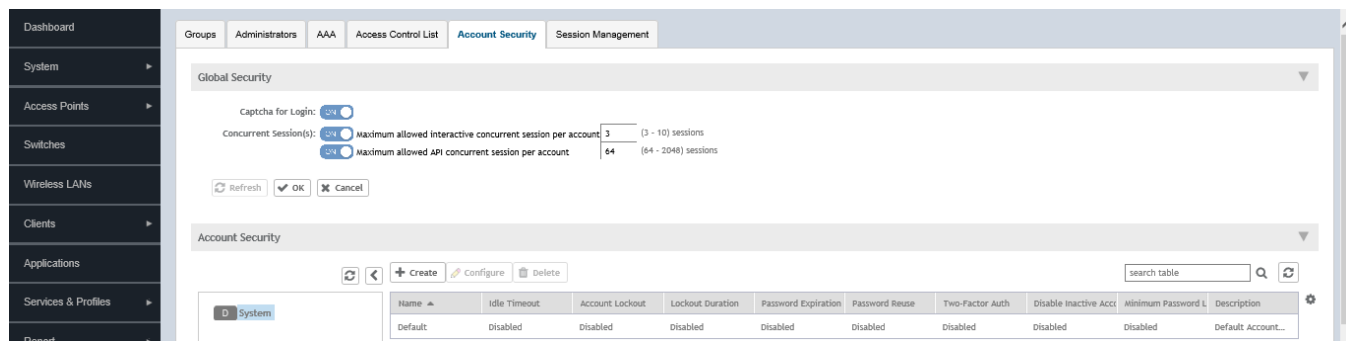 Dashboard
System
Access Points
Switches
Wireless LANs
Clients
Applications
Services & Profiles
Report
Groups Administrators AAA Access Control List Account Security Session Management
Global Security
Captcha for Login: ON
Concurrent Session(s): ON Maximum allowed interactive concurrent session per account 3 (3 - 10) sessions
ON Maximum allowed API concurrent session per account 64 (64 - 2048) sessions
Refresh OK Cancel
Account Security
Create Configure Delete search table
D System
Name Idle Timeout Account Lockout Lockout Duration Password Expiration Password Reuse Two-Factor Auth Disable Inactive Acco Minimum Password L Description
Default Disabled Disabled Disabled Disabled Disabled Disabled Disabled Disabled Default Account...